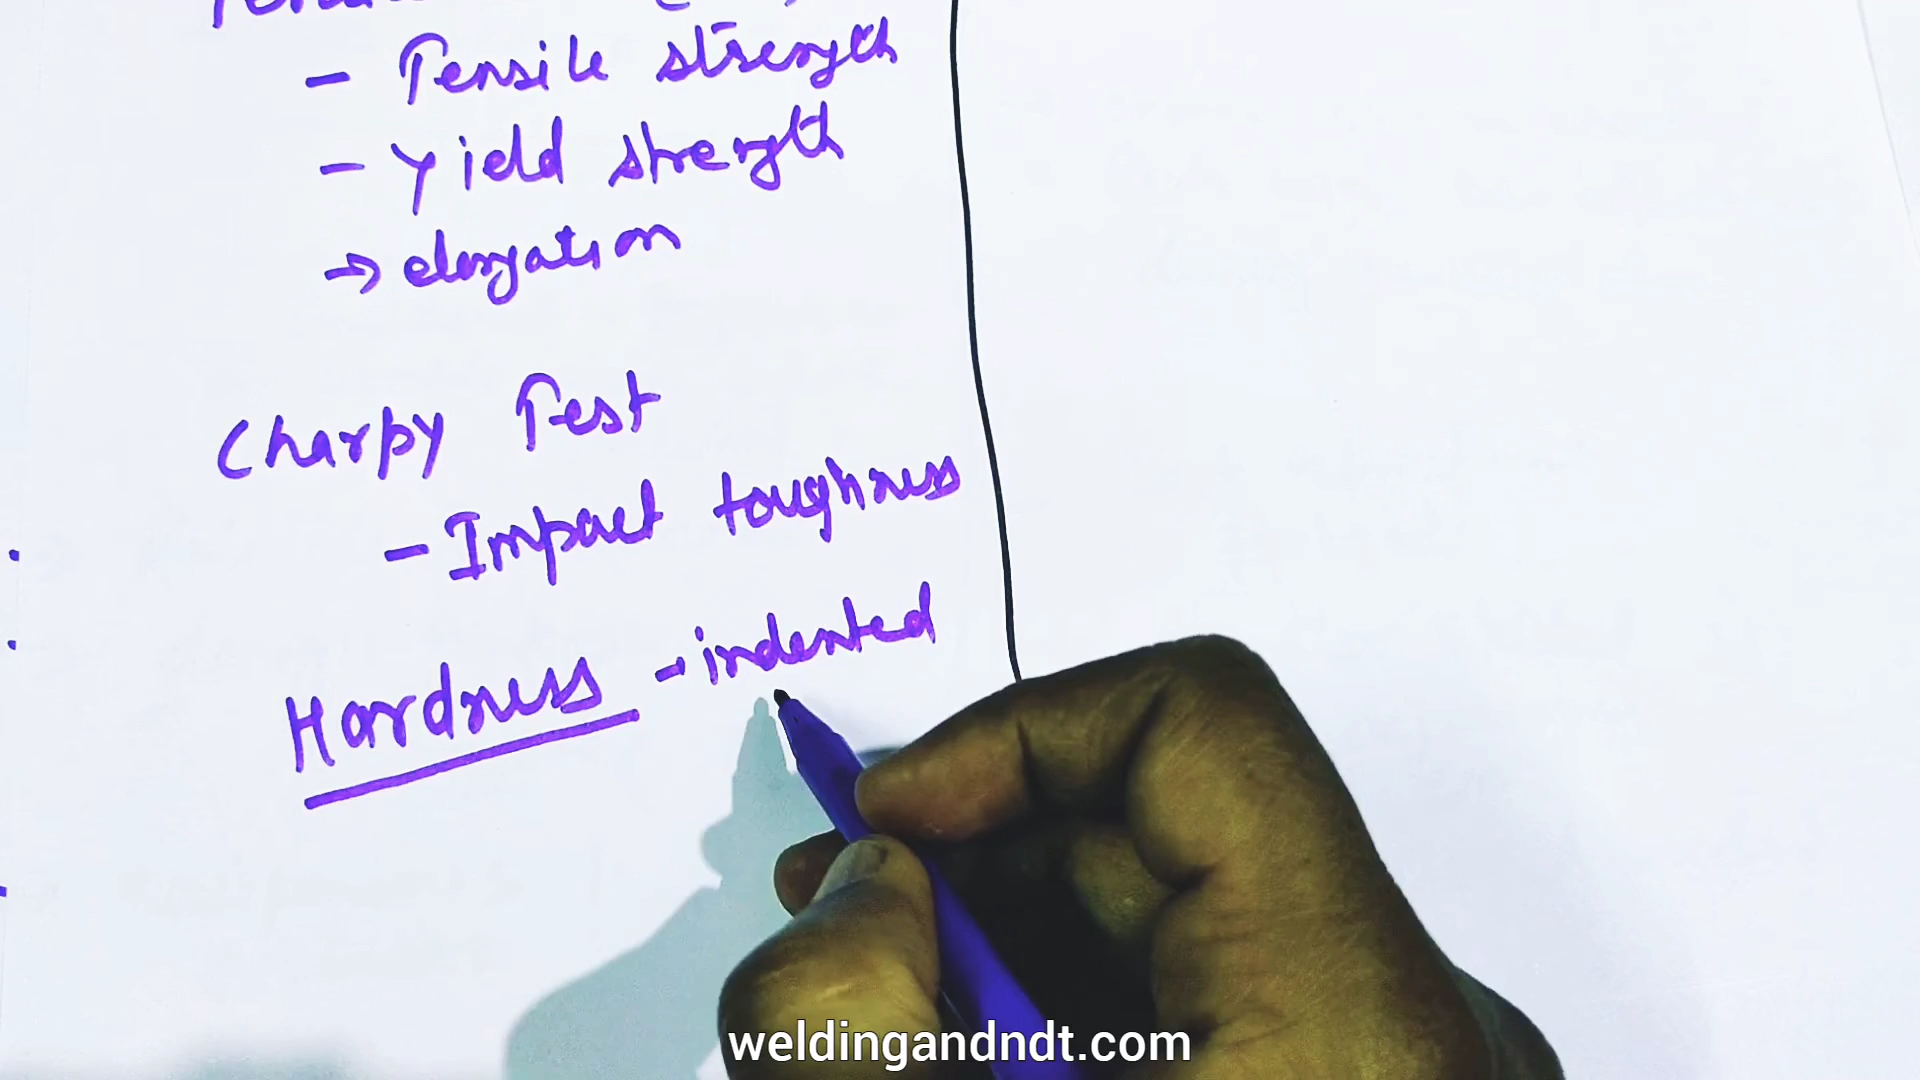 - Tensile strength
- Yield strength
→ elongation
Charpy Test
- Impact toughness
Hardness - indented
weldingandndt.com